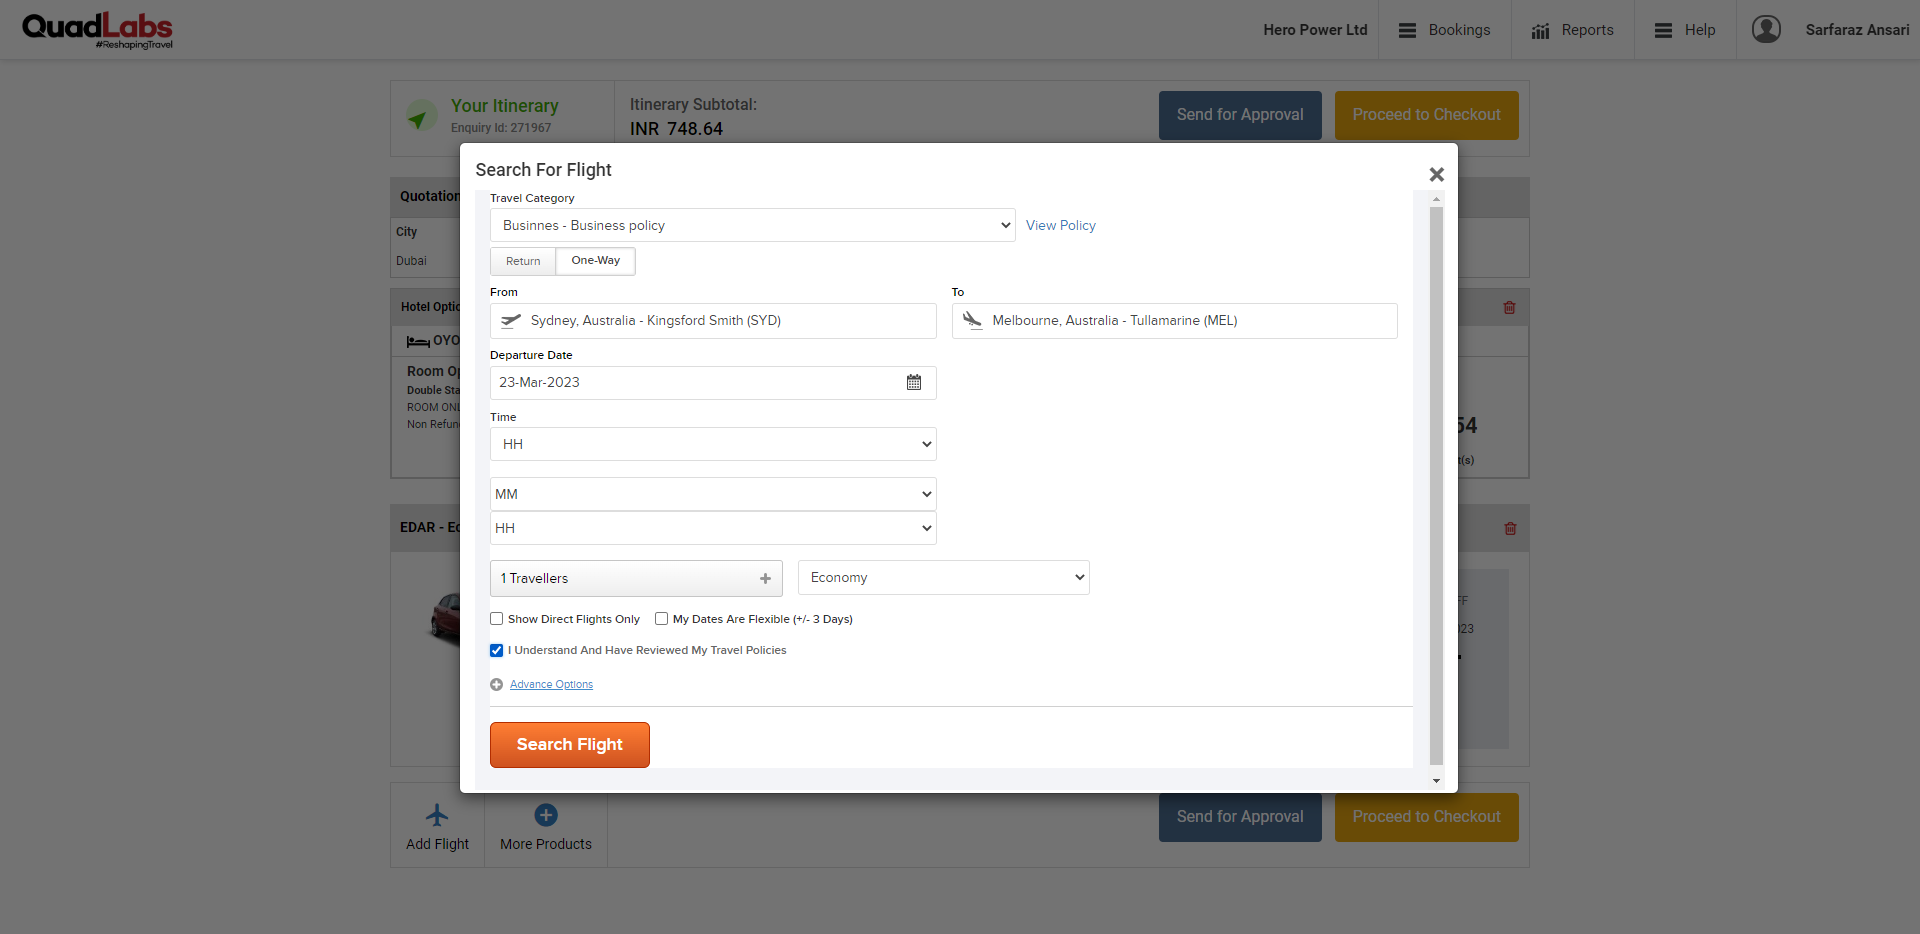 QuadLabs
#ReshapingTravel
Hero Power Ltd
Bookings
Reports
Help
Sarfaraz Ansari
Your Itinerary
Enquiry Id: 271967
Itinerary Subtotal:
INR 748.64
Send for Approval
Proceed to Checkout
Search For Flight
Quotation
City
Dubai
Hotel Optio
OYO
Room Op
Double Sta
ROOM ONL
Non Refun
54
t(s)
EDAR - Ec
FF
023
Travel Category
Businnes - Business policy
View Policy
Return
One-Way
From
To
Sydney, Australia - Kingsford Smith (SYD)
Melbourne, Australia - Tullamarine (MEL)
Departure Date
23-Mar-2023
Time
HH
MM
HH
1 Travellers
Economy
Show Direct Flights Only
My Dates Are Flexible (+/- 3 Days)
I Understand And Have Reviewed My Travel Policies
Advance Options
Search Flight
Add Flight
More Products
Send for Approval
Proceed to Checkout